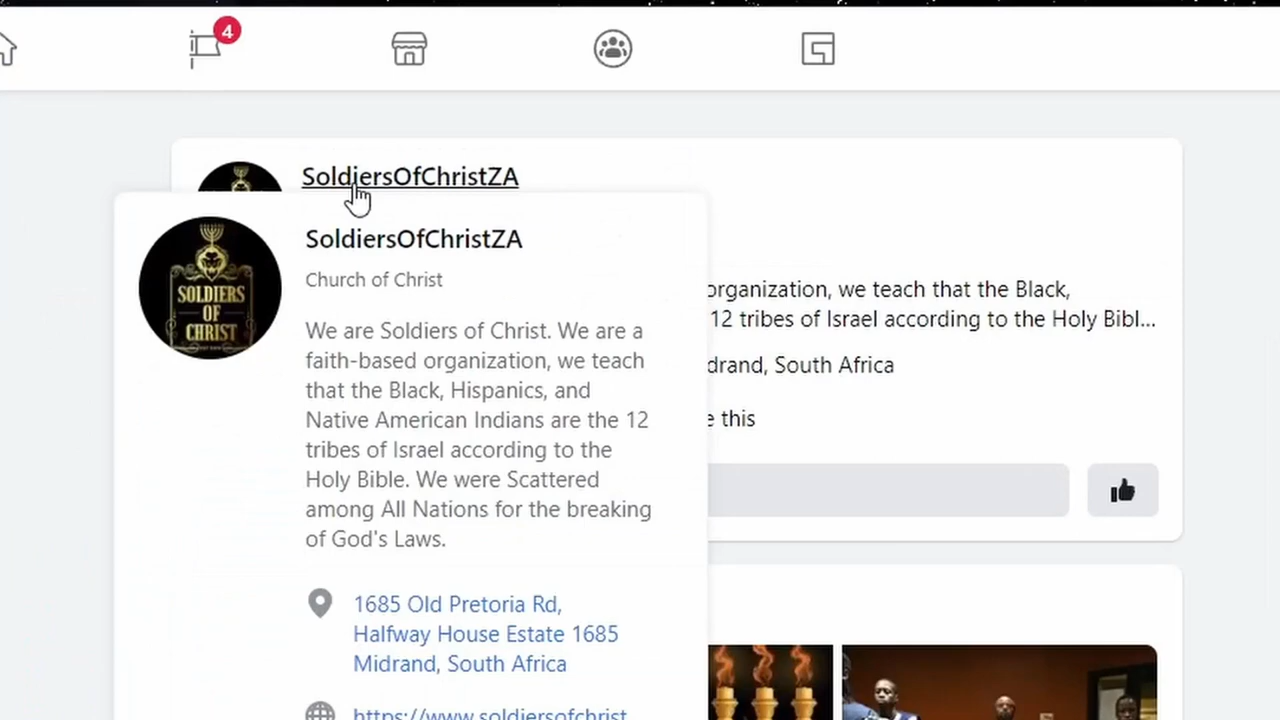 4
SoldiersOfChristZA
SoldiersOfChristZA
Church of Christ
SOLDIERS
OF
CHRIST
We are Soldiers of Christ. We are a
faith-based organization, we teach
that the Black, Hispanics, and
Native American Indians are the 12
tribes of Israel according to the
Holy Bible. We were Scattered
among All Nations for the breaking
of God's Laws.
1685 Old Pretoria Rd,
Halfway House Estate 1685
Midrand, South Africa
https://www.soldiersofchrist
organization, we teach that the Black,
12 tribes of Israel according to the Holy Bibl...
drand, South Africa
e this